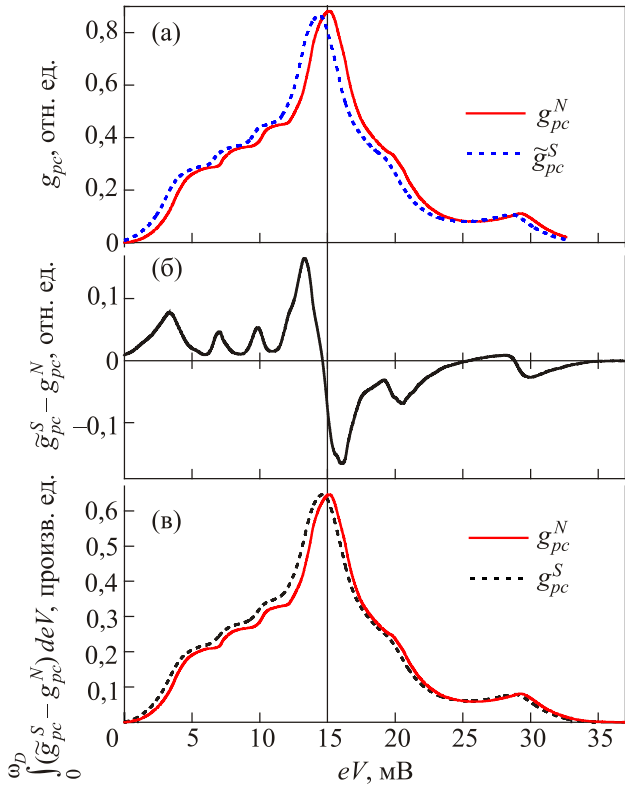 (а)
g_pc, отн. ед.
0,8
0,6
0,4
0,2
0
g_pc^N
g̃_pc^S
(б)
g̃_pc^S – g_pc^N, отн. ед.
0,1
0
–0,1
(в)
∫_0^ω_D (g̃_pc^S – g_pc^N) deV, произв. ед.
0,6
0,5
0,4
0,3
0,2
0,1
g_pc^N
g_pc^S
0 5 10 15 20 25 30 35
eV, мВ